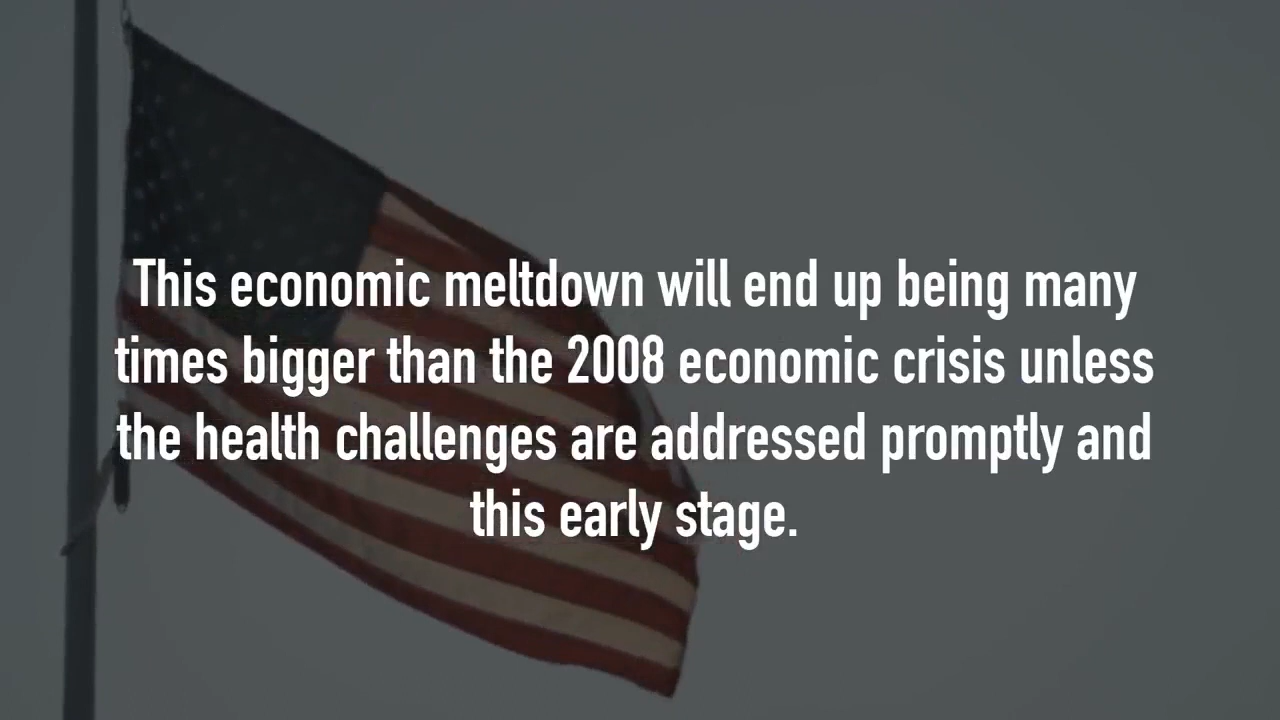 This economic meltdown will end up being many
times bigger than the 2008 economic crisis unless
the health challenges are addressed promptly and
this early stage.